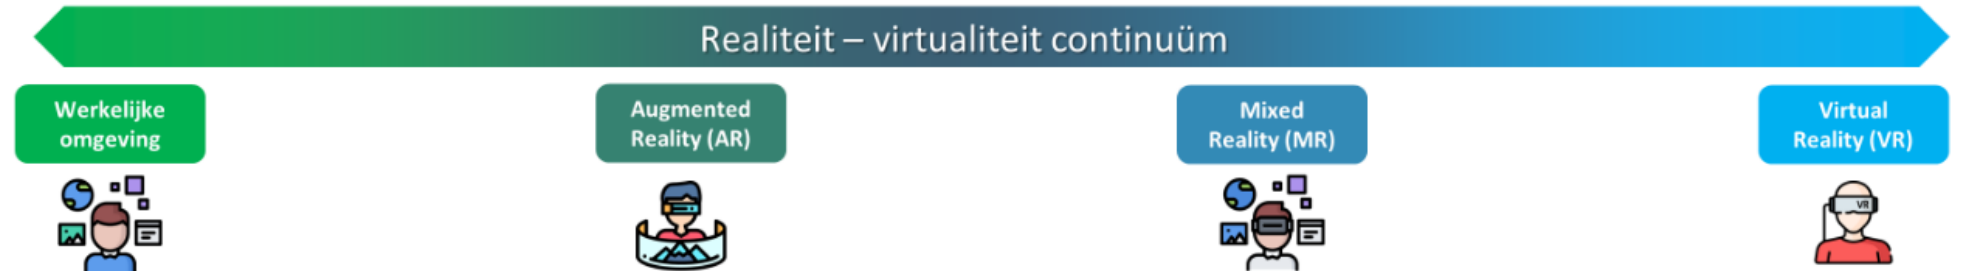 Realiteit – virtualiteit continuüm
Werkelijke
omgeving
Augmented
Reality (AR)
Mixed
Reality (MR)
Virtual
Reality (VR)
VR